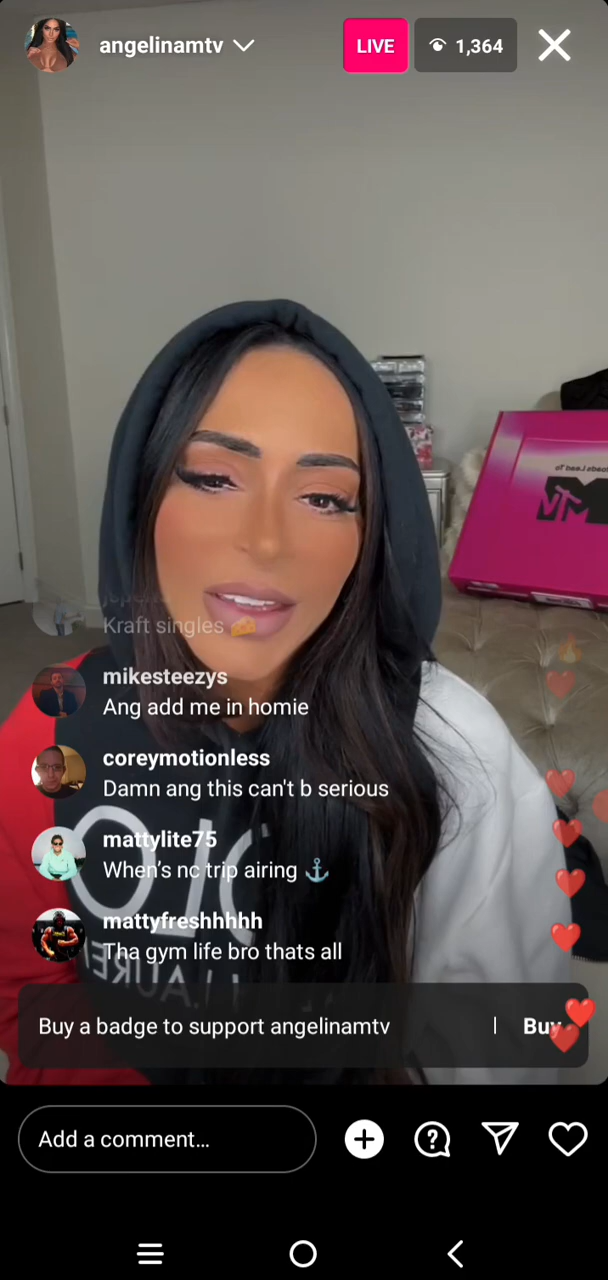 angelinamtv
LIVE
1,364
MTV
Kraft singles 🧀
mikesteezys
Ang add me in homie
coreymotionless
Damn ang this can't b serious
mattylite75
When's nc trip airing ⚓
mattyfreshhhhh
Tha gym life bro thats all
Buy a badge to support angelinamtv
Buy
Add a comment...